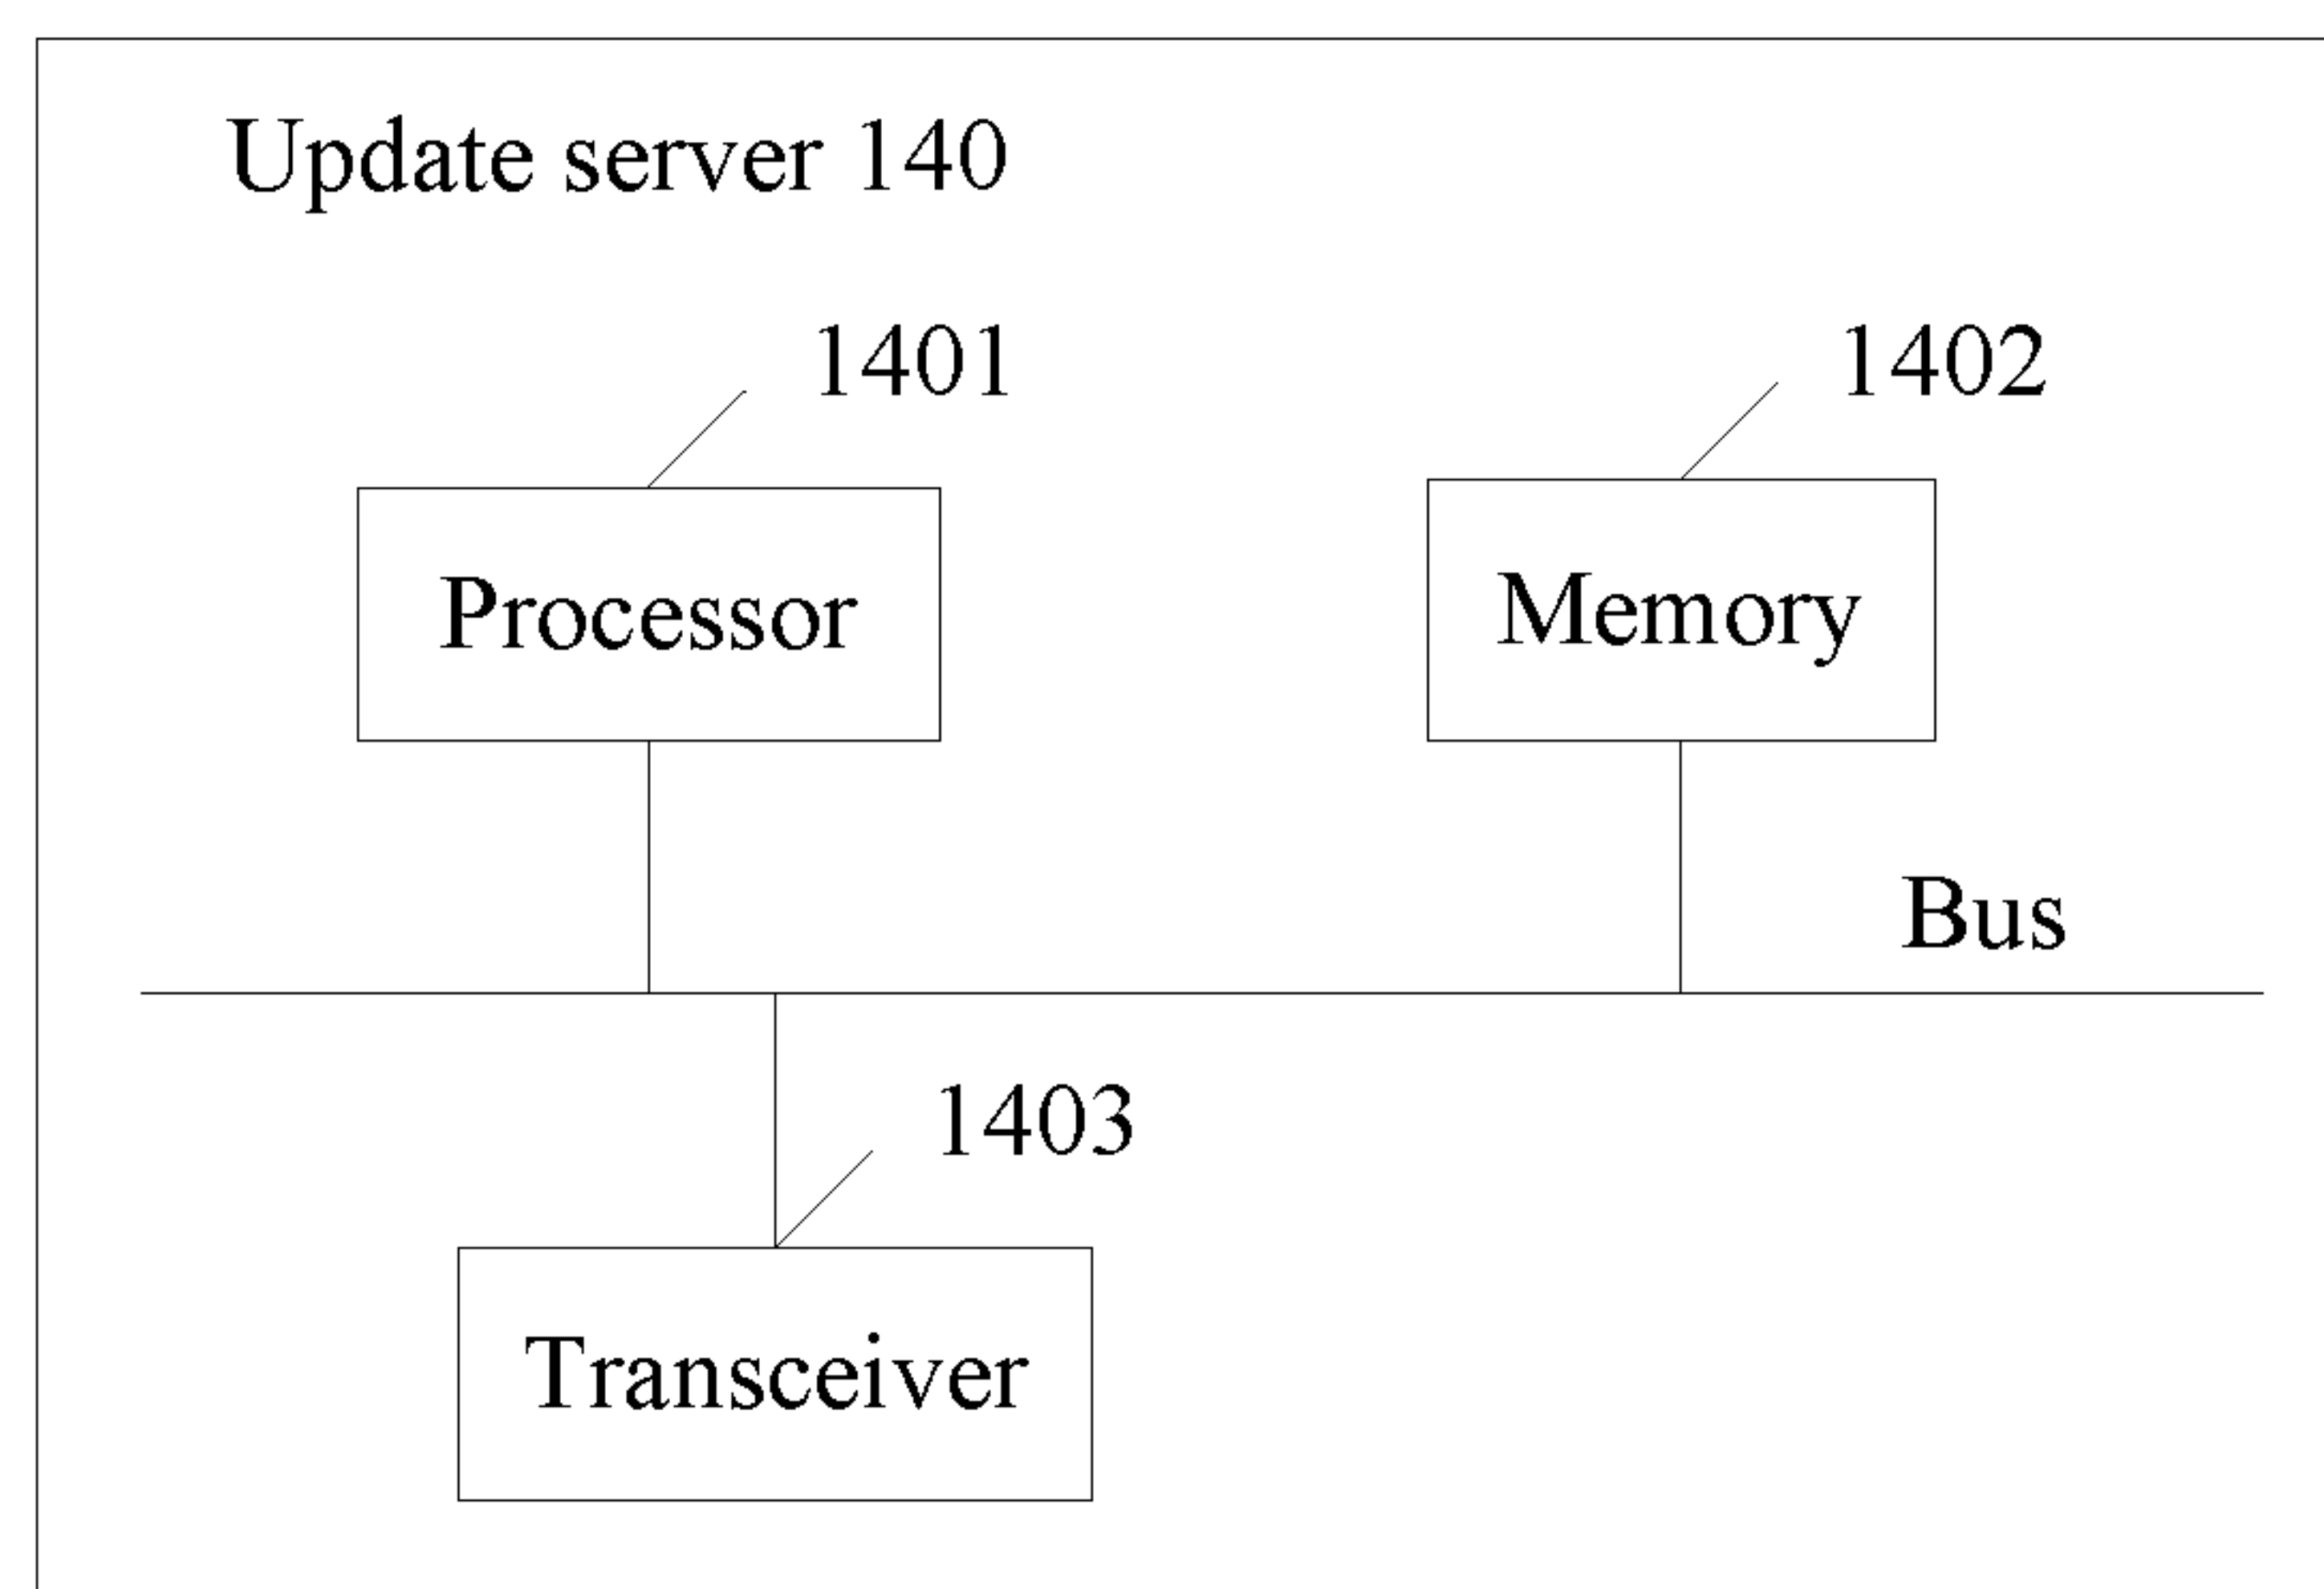 Update server 140
1401
1402
Processor
Memory
Bus
1403
Transceiver